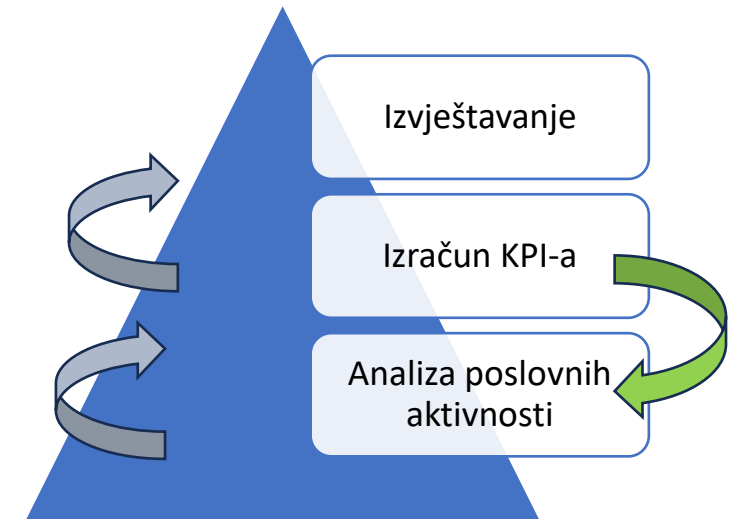 Izvještavanje
Izračun KPI-a
Analiza poslovnih
aktivnosti